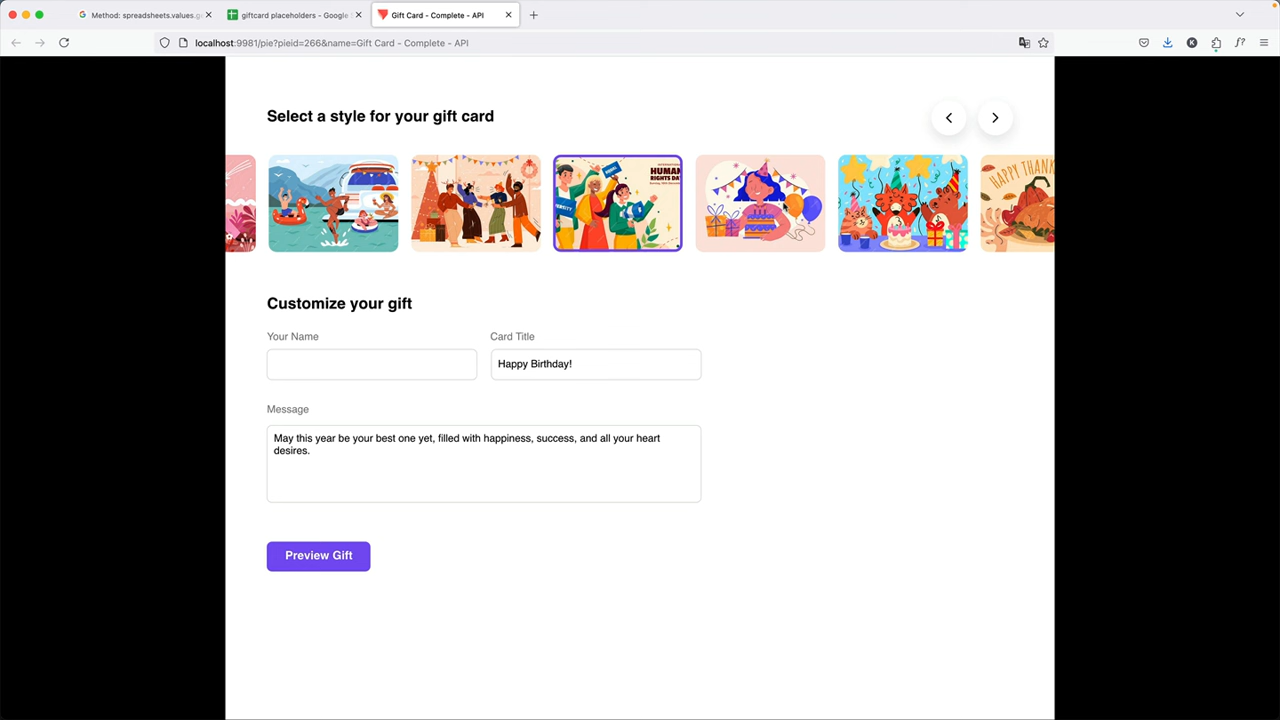 Method: spreadsheets.values.g
giftcard placeholders - Google
Gift Card - Complete - API
localhost:9981/pie?pieid=266&name=Gift Card - Complete - API
Select a style for your gift card
HUMAN
RIGHTS DA
HAPPY THANK
Customize your gift
Your Name
Card Title
Happy Birthday!
Message
May this year be your best one yet, filled with happiness, success, and all your heart
desires.
Preview Gift